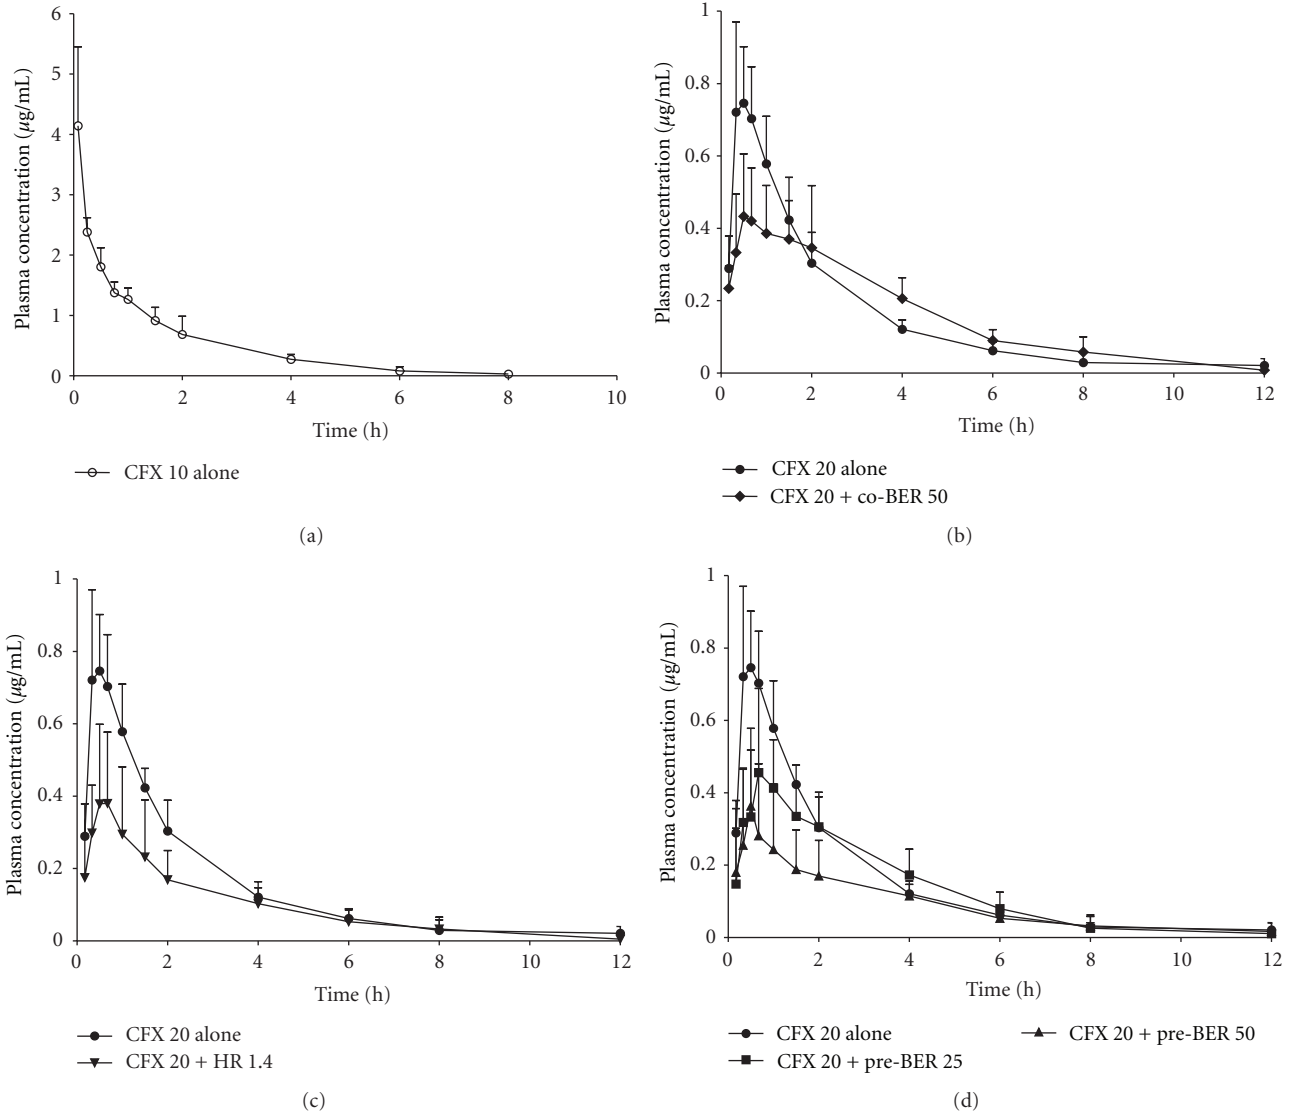 6
5
4
3
2
1
0
Plasma concentration (μg/mL)
0 2 4 6 8 10
Time (h)
CFX 10 alone
(a)
1
0.8
0.6
0.4
0.2
0
Plasma concentration (μg/mL)
0 2 4 6 8 10 12
Time (h)
CFX 20 alone
CFX 20 + co-BER 50
(b)
1
0.8
0.6
0.4
0.2
0
Plasma concentration (μg/mL)
0 2 4 6 8 10 12
Time (h)
CFX 20 alone
CFX 20 + HR 1.4
(c)
1
0.8
0.6
0.4
0.2
0
Plasma concentration (μg/mL)
0 2 4 6 8 10 12
Time (h)
CFX 20 alone
CFX 20 + pre-BER 25
CFX 20 + pre-BER 50
(d)